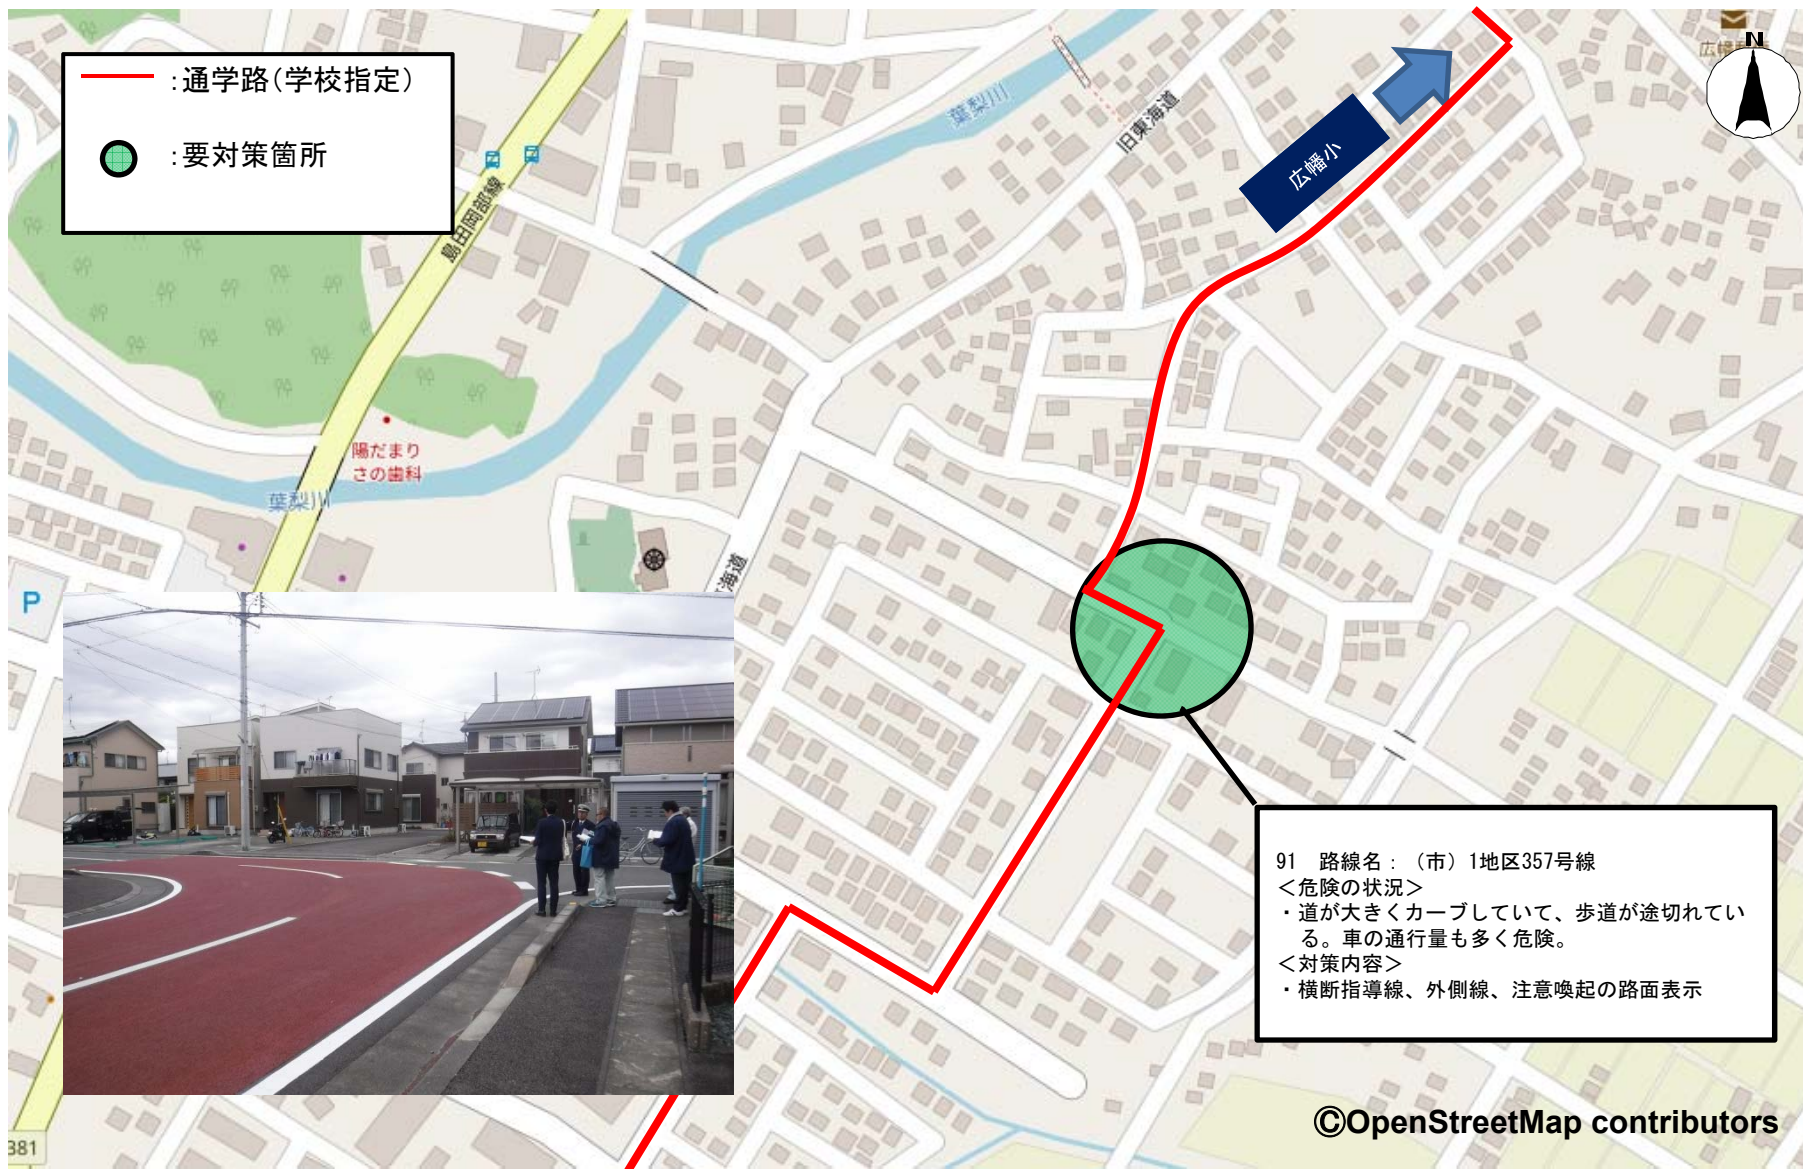 :通学路(学校指定)
:要対策箇所
島田岡部線
葉梨川
旧東海道
広幡小
N
陽だまり
さの歯科
葉梨川
海道
P
91　路線名：（市）1地区357号線
＜危険の状況＞
・道が大きくカーブしていて、歩道が途切れてい
る。車の通行量も多く危険。
＜対策内容＞
・横断指導線、外側線、注意喚起の路面表示
381
©OpenStreetMap contributors